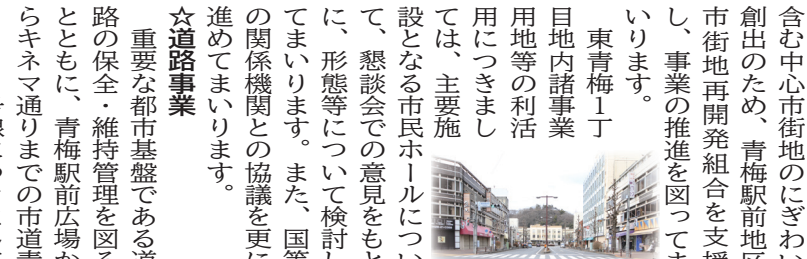 含む中心市街地のにぎわい
創出のため、青梅駅前地区
市街地再開発組合を支援
し、事業の推進を図ってま
いります。
東青梅1丁
目地内諸事業
用地等の利活
用につきまし
ては、主要施
設となる市民ホールについ
て、懇談会での意見をもと
に、形態等について検討し
てまいります。また、国等
の関係機関との協議を更に
進めてまいります。
☆道路事業
重要な都市基盤である道
路の保全・維持管理を図る
とともに、青梅駅前広場か
らキネマ通りまでの市道青